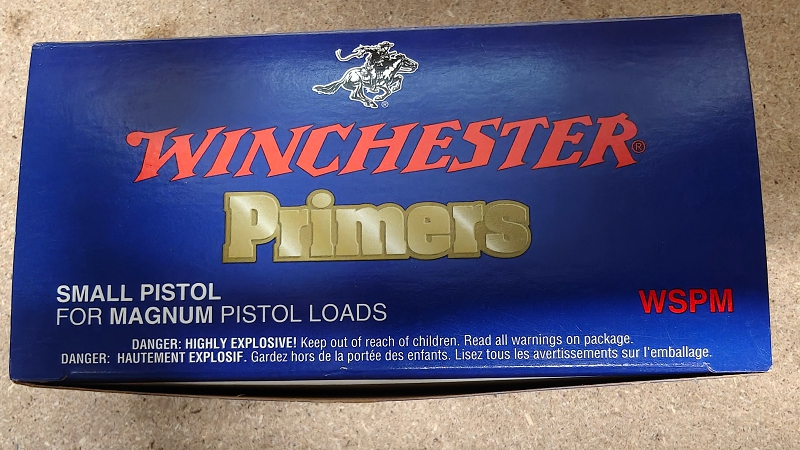 WINCHESTER®
Primers
SMALL PISTOL
FOR MAGNUM PISTOL LOADS
WSPM
DANGER: HIGHLY EXPLOSIVE! Keep out of reach of children. Read all warnings on package.
DANGER: HAUTEMENT EXPLOSIF. Gardez hors de la portée des enfants. Lisez tous les avertissements sur l'emballage.